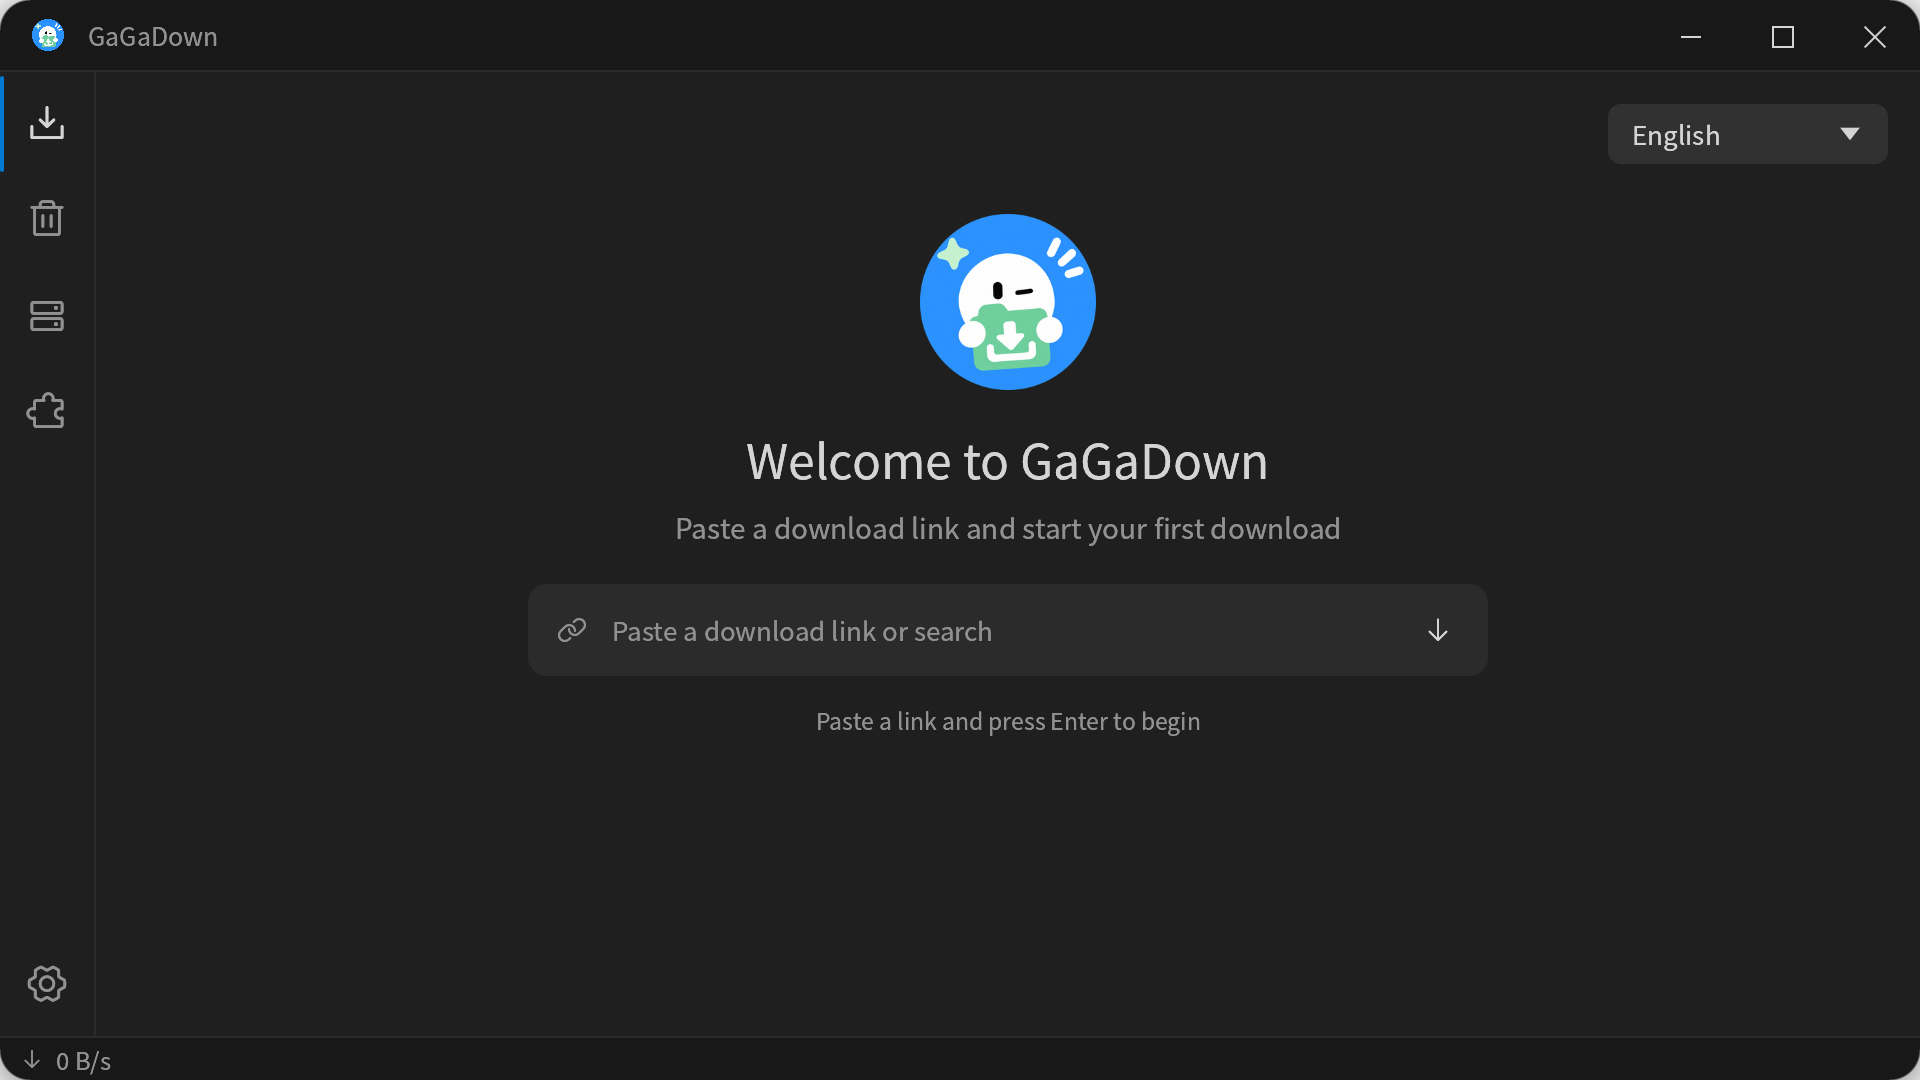 GaGaDown
English
Welcome to GaGaDown
Paste a download link and start your first download
Paste a download link or search
Paste a link and press Enter to begin
0 B/s